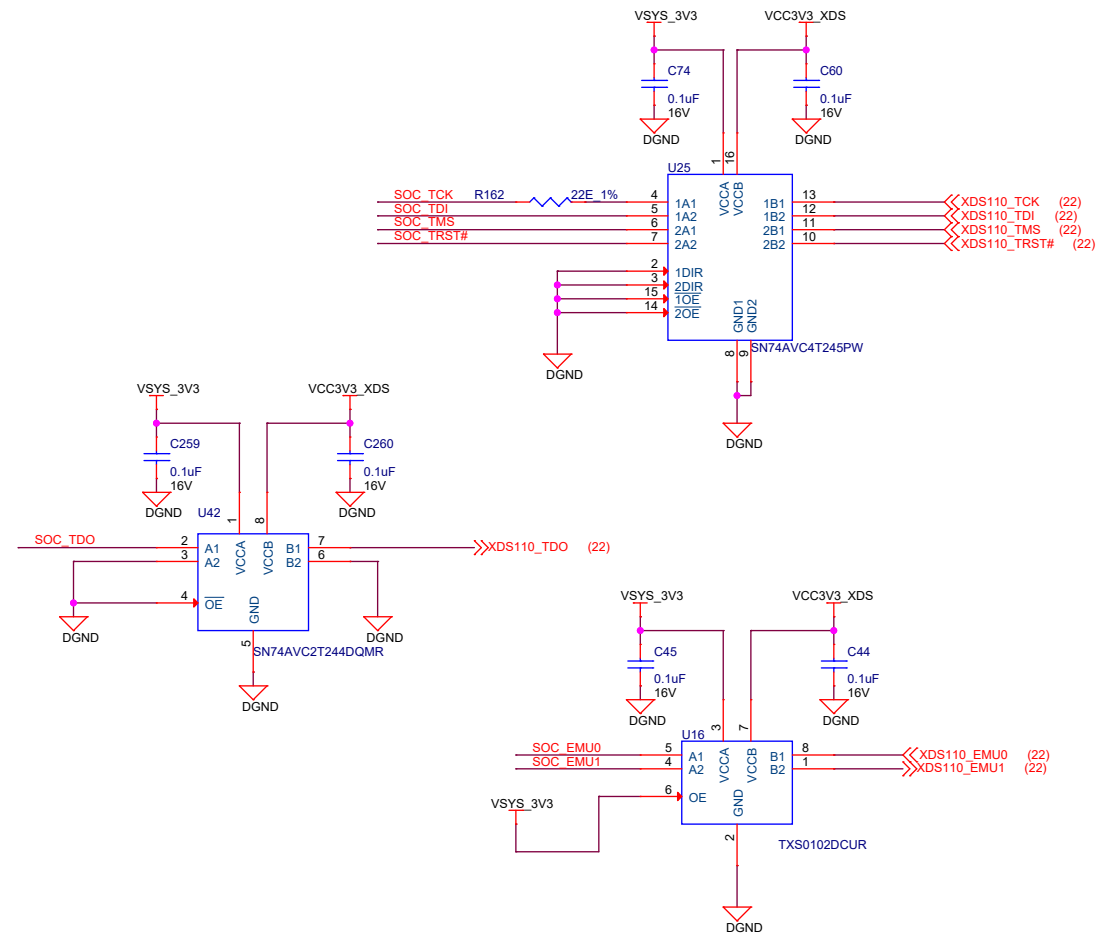 VSYS_3V3
VCC3V3_XDS
C74
0.1uF
16V
DGND
C60
0.1uF
16V
DGND
U25
1
16
VCCA
VCCB
SOC_TCK R162 22E_1% 4 1A1 1B1 13 XDS110_TCK (22)
SOC_TDI 5 1A2 1B2 12 XDS110_TDI (22)
SOC_TMS 6 2A1 2B1 11 XDS110_TMS (22)
SOC_TRST# 7 2A2 2B2 10 XDS110_TRST# (22)
2 1DIR
3 2DIR
15 1OE
14 2OE
GND1
GND2
8
9
SN74AVC4T245PW
DGND
DGND
VSYS_3V3
VCC3V3_XDS
C259
0.1uF
16V
DGND
C260
0.1uF
16V
DGND
U42
1
8
VCCA
VCCB
SOC_TDO 2 A1 B1 7 XDS110_TDO (22)
3 A2 B2 6
4 OE
GND
5
SN74AVC2T244DQMR
DGND
DGND
DGND
VSYS_3V3
VCC3V3_XDS
C45
0.1uF
16V
DGND
C44
0.1uF
16V
DGND
U16
3
7
VCCA
VCCB
SOC_EMU0 5 A1 B1 8 XDS110_EMU0 (22)
SOC_EMU1 4 A2 B2 1 XDS110_EMU1 (22)
VSYS_3V3
6 OE
GND
2
TXS0102DCUR
DGND